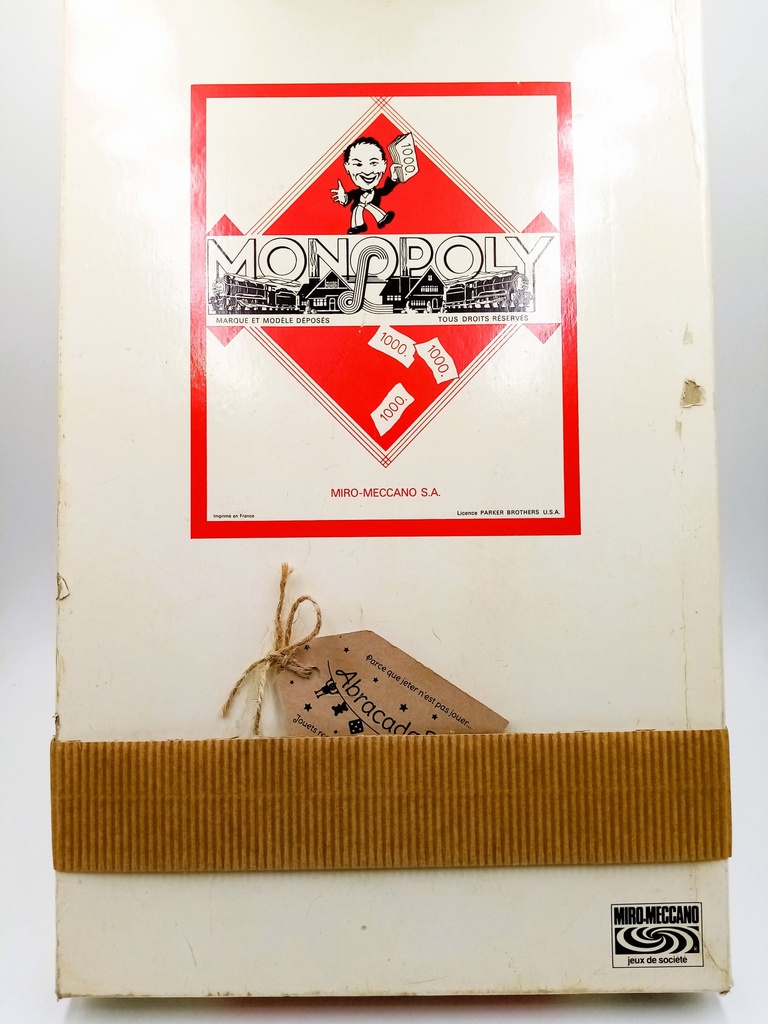 1000
MONOPOLY
MARQUE ET MODÈLE DÉPOSÉS
TOUS DROITS RÉSERVÉS
1000.
1000.
1000.
MIRO-MECCANO S.A.
Imprimé en France
Licence PARKER BROTHERS U.S.A.
Parce que jeter n'est pas jouer...
Jouets
MIRO-MECCANO
jeux de société